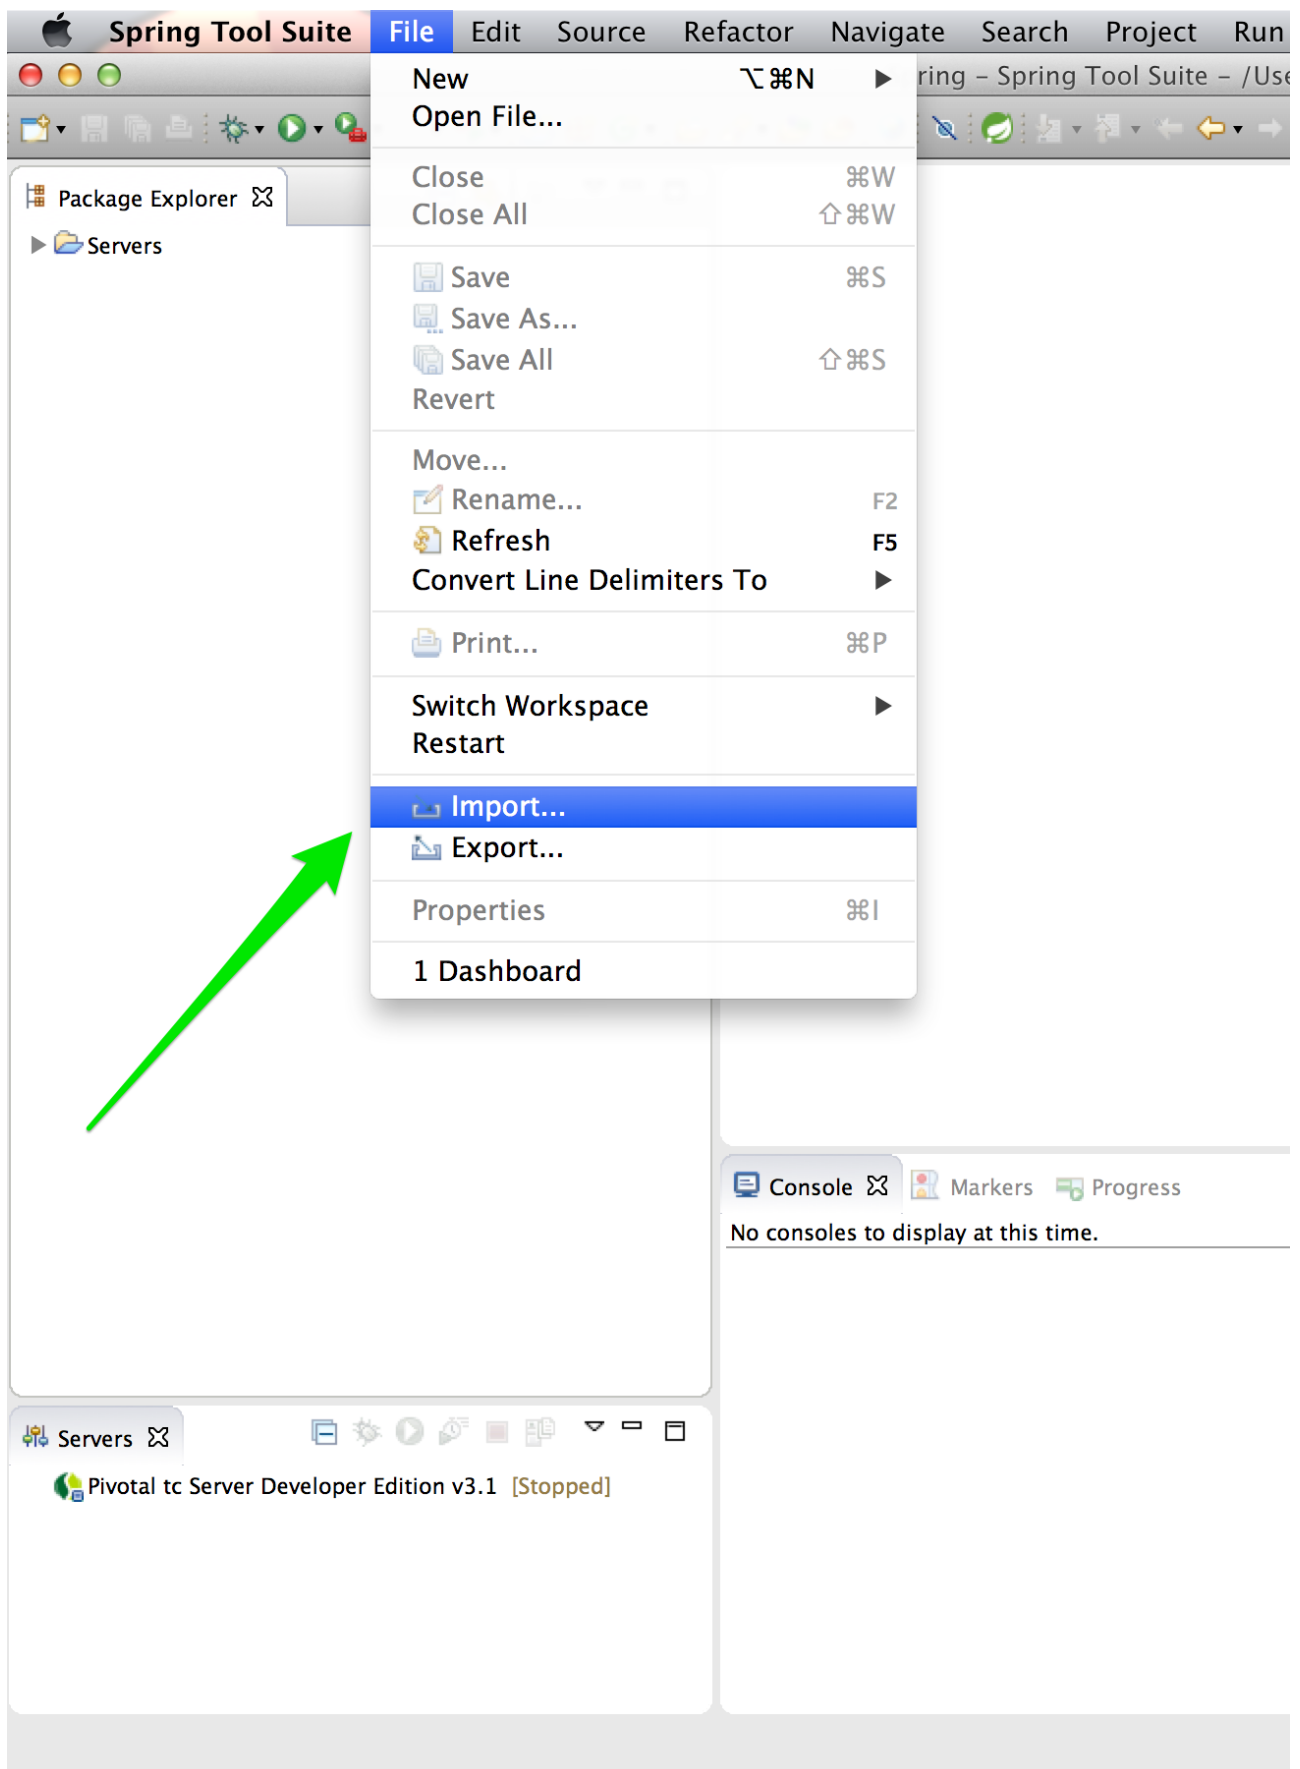 Spring Tool Suite File Edit Source Refactor Navigate Search Project Run
ring – Spring Tool Suite – /Use
New ⌥⌘N ▶
Open File...
Close ⌘W
Close All ⇧⌘W
Save ⌘S
Save As...
Save All ⇧⌘S
Revert
Move...
Rename... F2
Refresh F5
Convert Line Delimiters To ▶
Print... ⌘P
Switch Workspace ▶
Restart
Import...
Export...
Properties ⌘I
1 Dashboard
Package Explorer
Servers
Console Markers Progress
No consoles to display at this time.
Servers
Pivotal tc Server Developer Edition v3.1 [Stopped]